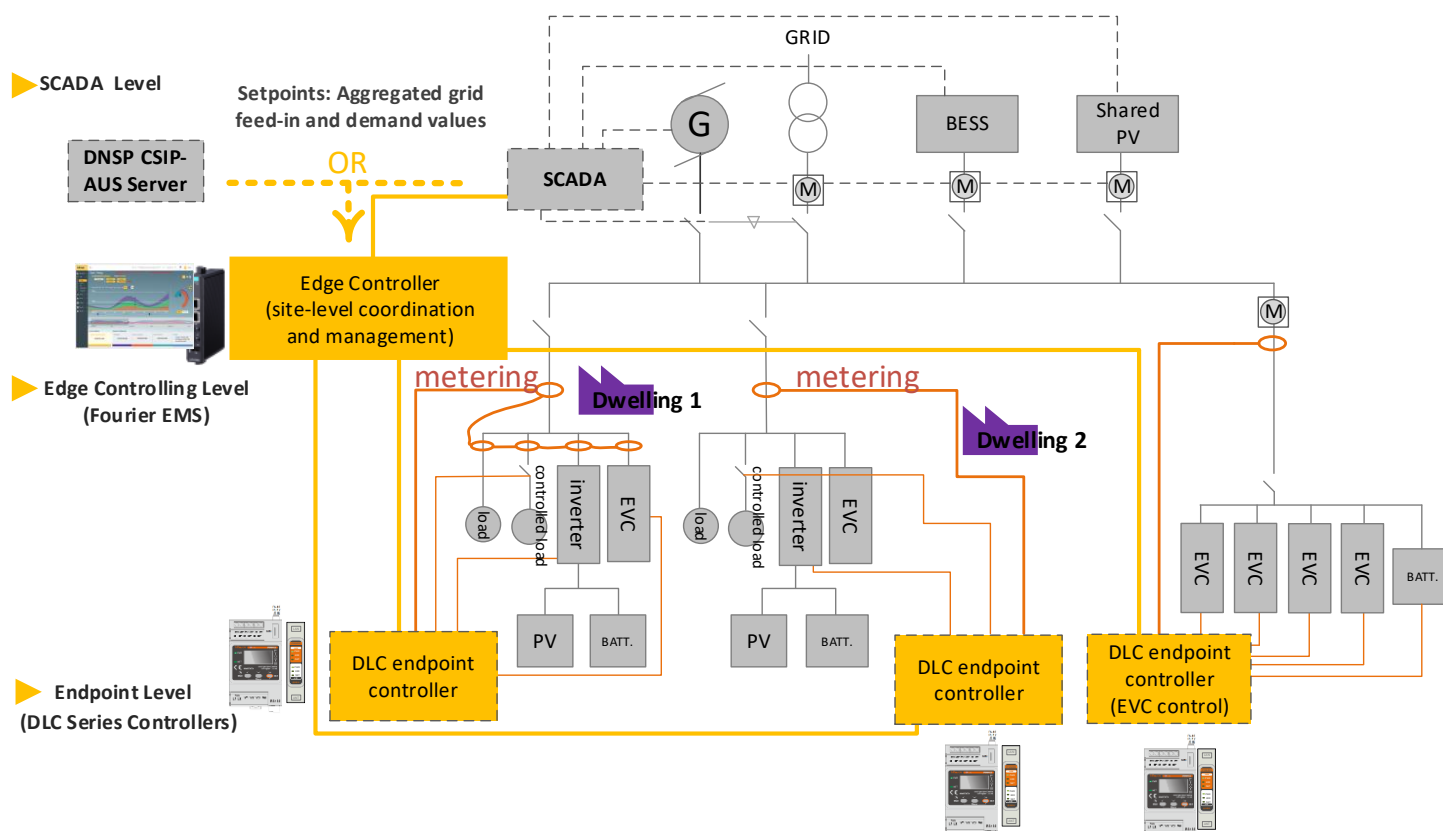 GRID
SCADA Level
Setpoints: Aggregated grid
feed-in and demand values
G
BESS
Shared
PV
DNSP CSIP-
AUS Server
OR
SCADA
M
M
M
Edge Controller
(site-level coordination
and management)
M
Edge Controlling Level
(Fourier EMS)
metering
Dwelling 1
metering
Dwelling 2
load
controlled load
inverter
EVC
load
controlled load
inverter
EVC
EVC
EVC
EVC
EVC
BATT.
PV
BATT.
PV
BATT.
DLC endpoint
controller
DLC endpoint
controller
DLC endpoint
controller
(EVC control)
Endpoint Level
(DLC Series Controllers)